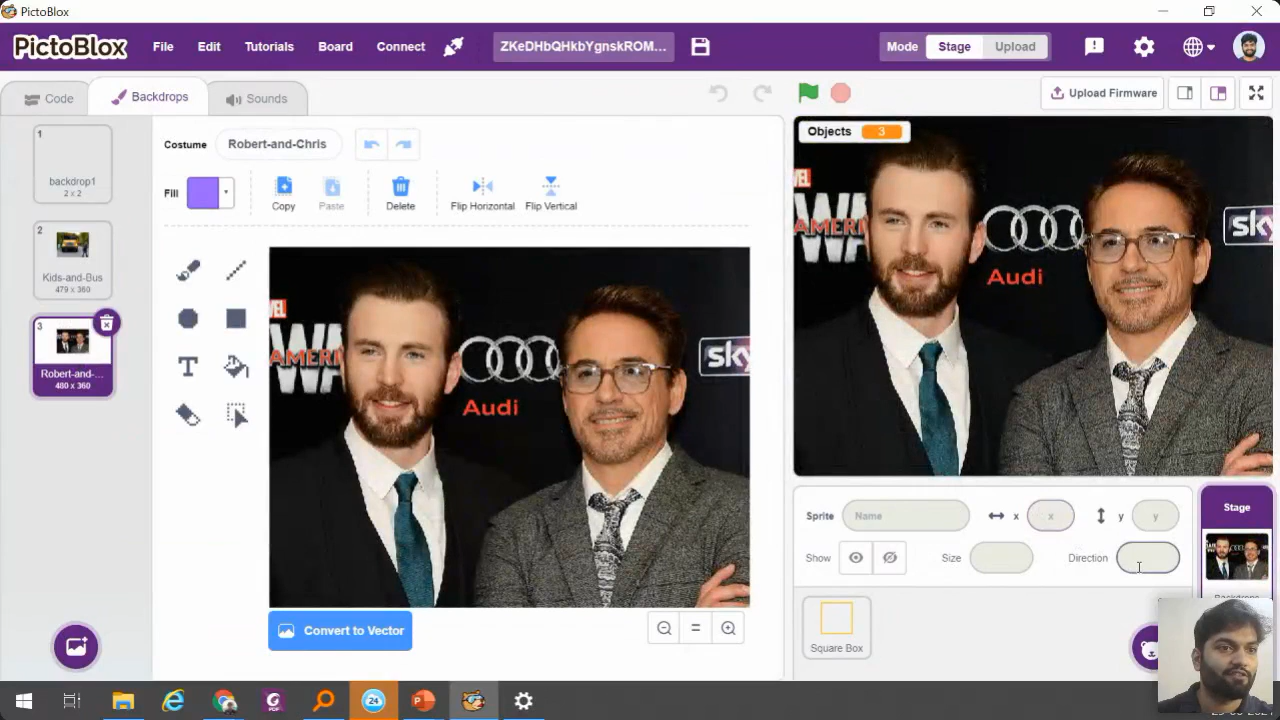 PictoBlox
PictoBlox File Edit Tutorials Board Connect ZKeDHbQHkbYgnskROM... Mode Stage Upload
Code Backdrops Sounds Upload Firmware
1
backdrop1
2 x 2
2
Kids-and-Bus
479 x 360
3
Robert-and-...
480 x 360
Costume Robert-and-Chris
Fill Copy Paste Delete Flip Horizontal Flip Vertical
Audi
sky
Convert to Vector
Objects 3
Audi
sky
Sprite Name x x y y
Show Size Direction
Square Box
Stage
24